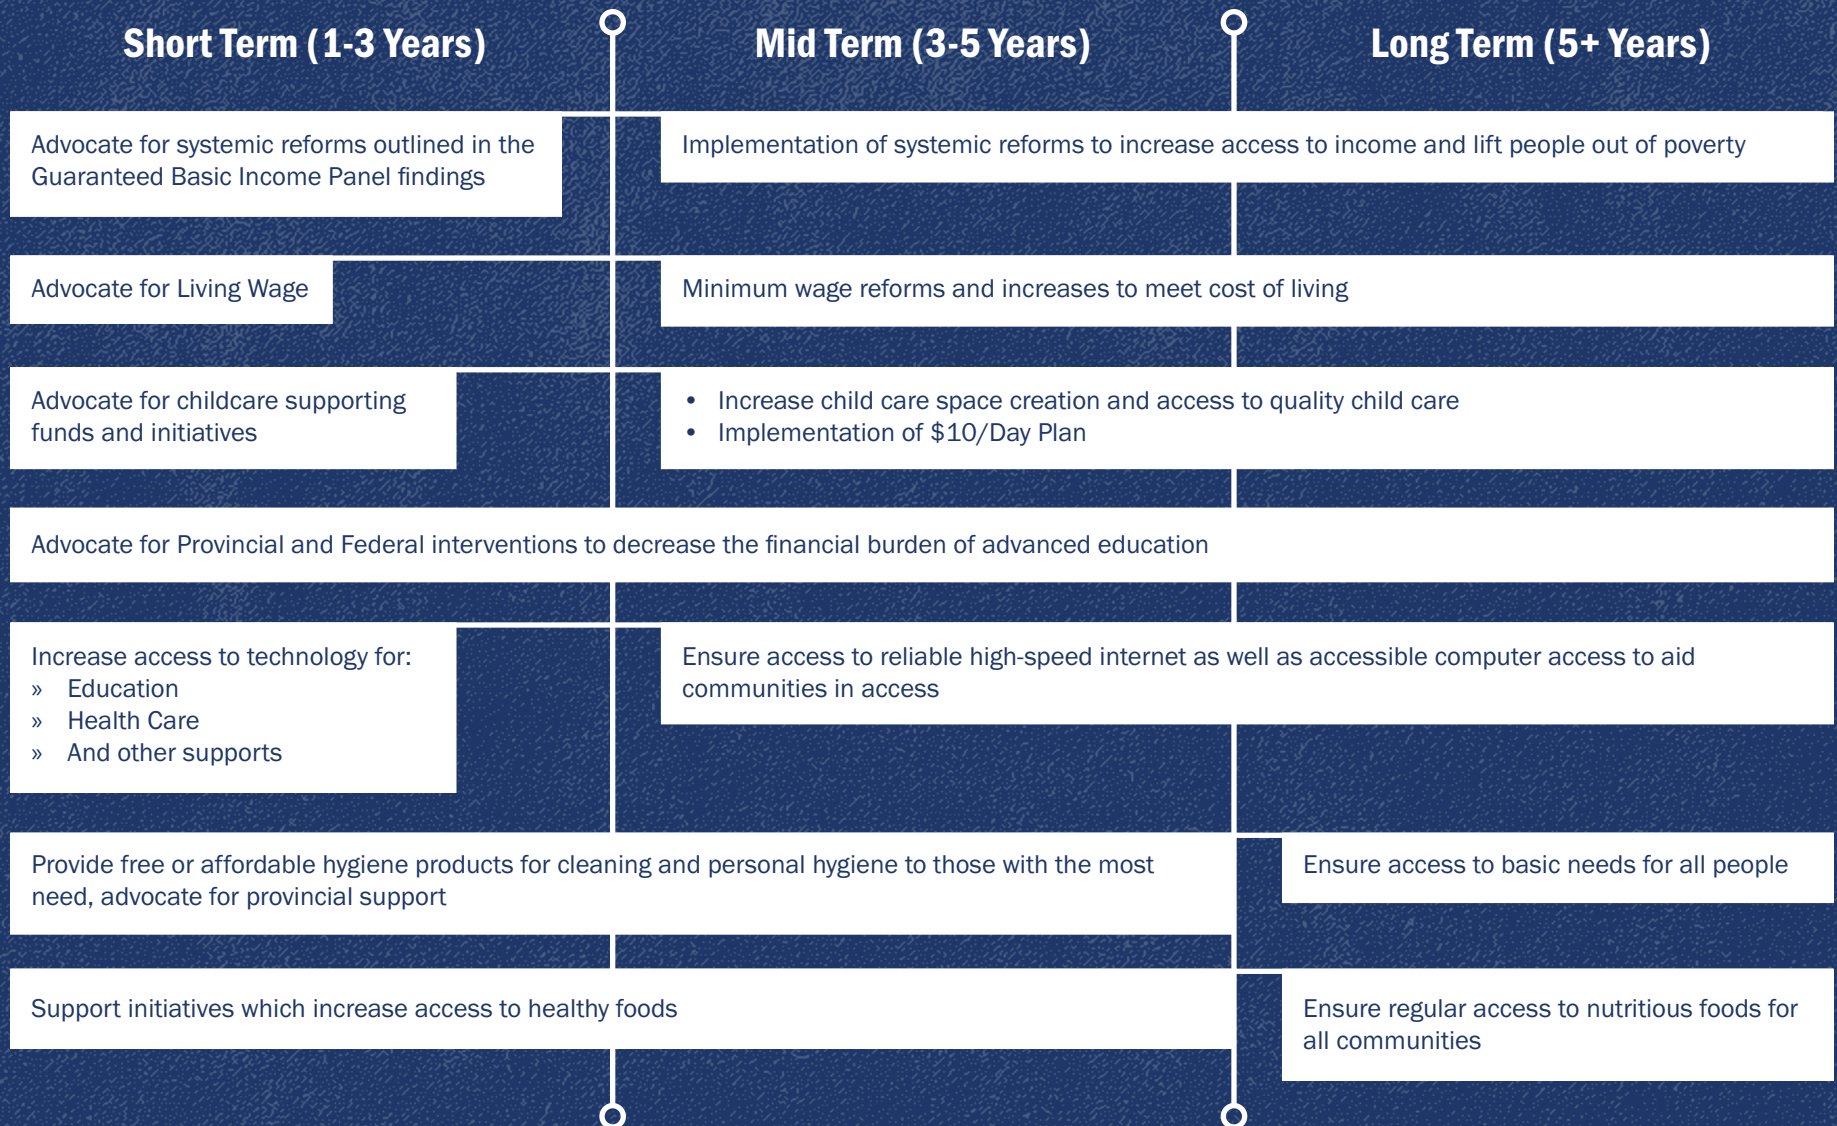 Short Term (1-3 Years)
Mid Term (3-5 Years)
Long Term (5+ Years)
Advocate for systemic reforms outlined in the
Guaranteed Basic Income Panel findings
Implementation of systemic reforms to increase access to income and lift people out of poverty
Advocate for Living Wage
Minimum wage reforms and increases to meet cost of living
Advocate for childcare supporting
funds and initiatives
• Increase child care space creation and access to quality child care
• Implementation of $10/Day Plan
Advocate for Provincial and Federal interventions to decrease the financial burden of advanced education
Increase access to technology for:
» Education
» Health Care
» And other supports
Ensure access to reliable high-speed internet as well as accessible computer access to aid
communities in access
Provide free or affordable hygiene products for cleaning and personal hygiene to those with the most
need, advocate for provincial support
Ensure access to basic needs for all people
Support initiatives which increase access to healthy foods
Ensure regular access to nutritious foods for
all communities